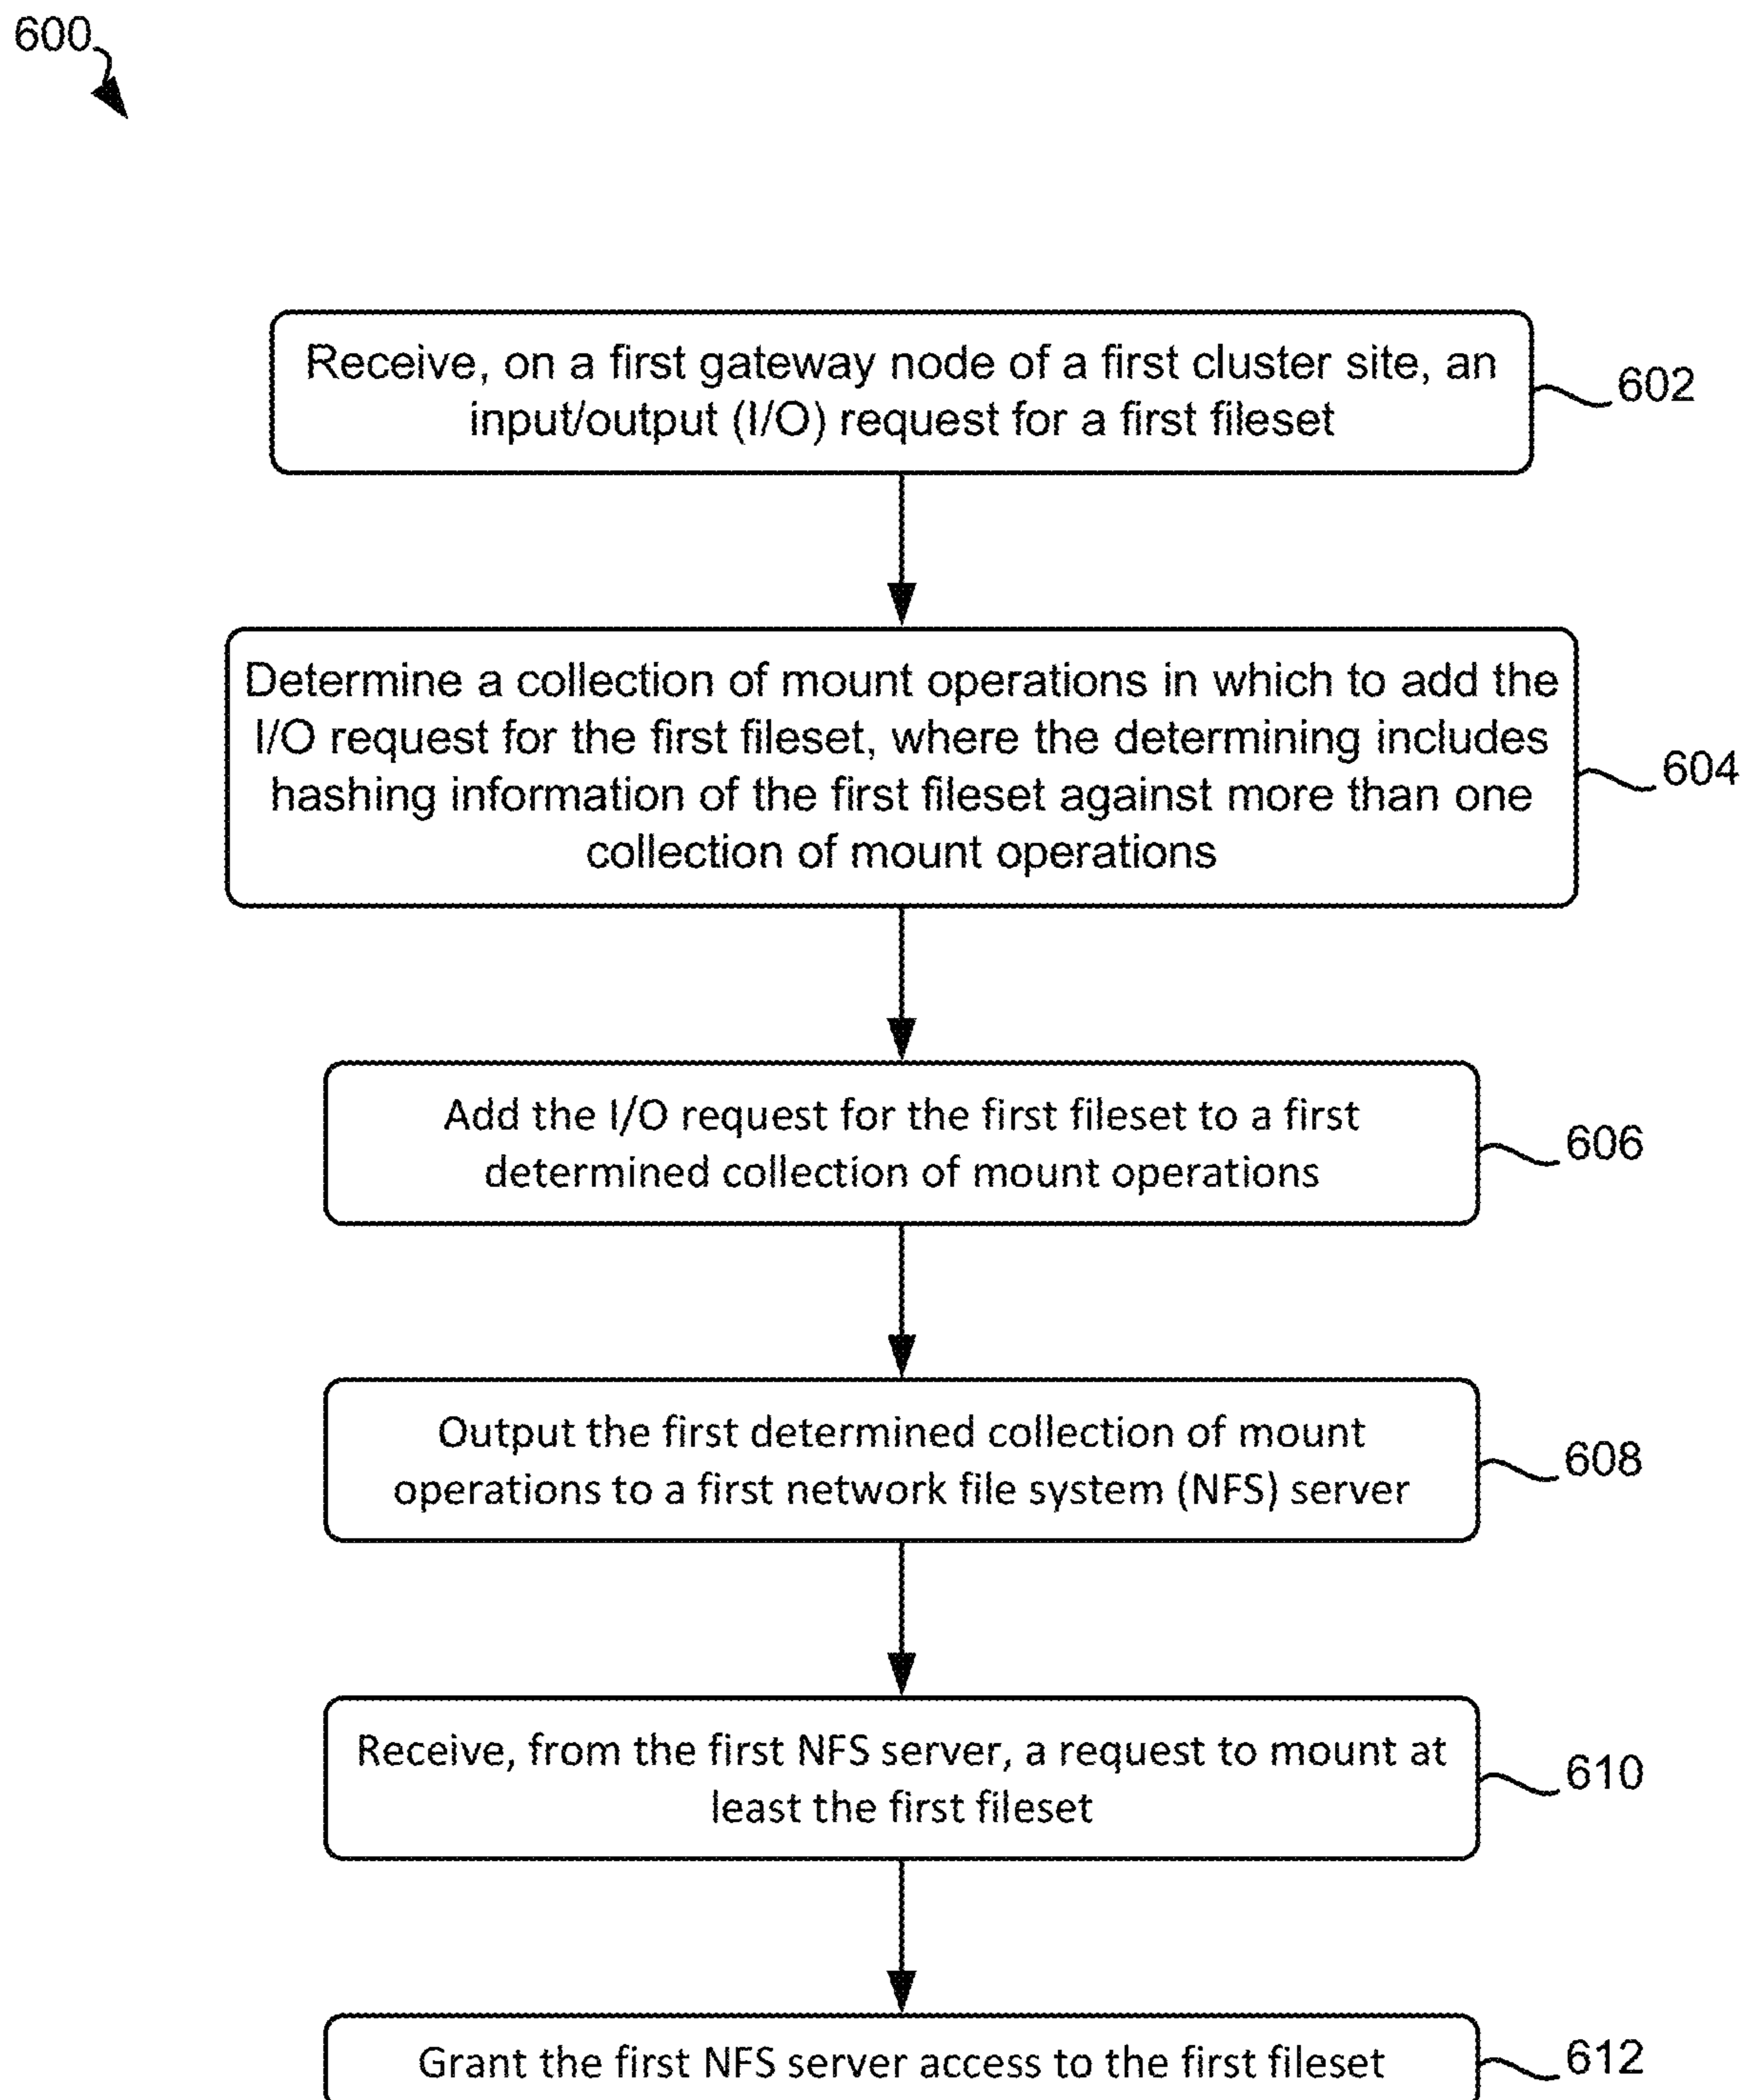 600
Receive, on a first gateway node of a first cluster site, an
input/output (I/O) request for a first fileset
602
Determine a collection of mount operations in which to add the
I/O request for the first fileset, where the determining includes
hashing information of the first fileset against more than one
collection of mount operations
604
Add the I/O request for the first fileset to a first
determined collection of mount operations
606
Output the first determined collection of mount
operations to a first network file system (NFS) server
608
Receive, from the first NFS server, a request to mount at
least the first fileset
610
Grant the first NFS server access to the first fileset
612